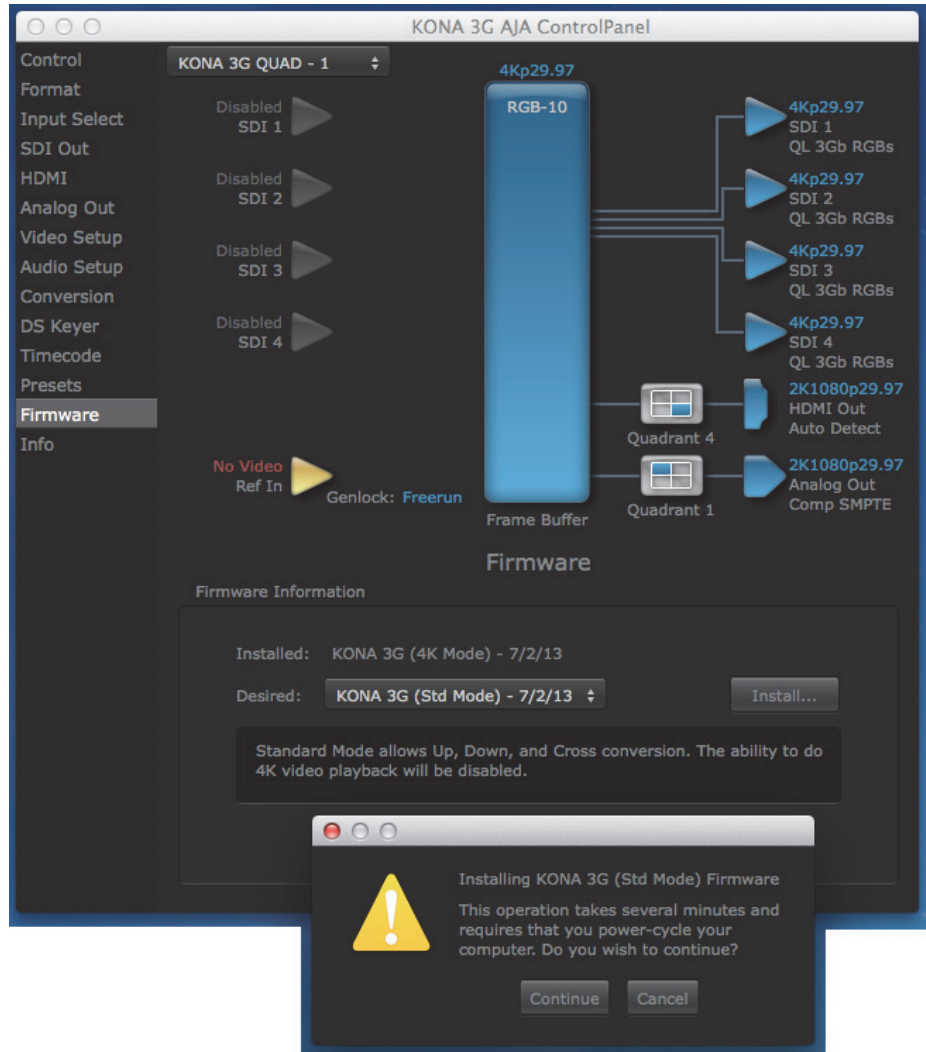 KONA 3G AJA ControlPanel
Control
Format
Input Select
SDI Out
HDMI
Analog Out
Video Setup
Audio Setup
Conversion
DS Keyer
Timecode
Presets
Firmware
Info
KONA 3G QUAD - 1
Disabled
SDI 1
Disabled
SDI 2
Disabled
SDI 3
Disabled
SDI 4
No Video
Ref In
Genlock: Freerun
4Kp29.97
RGB-10
Frame Buffer
4Kp29.97
SDI 1
QL 3Gb RGBs
4Kp29.97
SDI 2
QL 3Gb RGBs
4Kp29.97
SDI 3
QL 3Gb RGBs
4Kp29.97
SDI 4
QL 3Gb RGBs
Quadrant 4
2K1080p29.97
HDMI Out
Auto Detect
Quadrant 1
2K1080p29.97
Analog Out
Comp SMPTE
Firmware
Firmware Information
Installed: KONA 3G (4K Mode) - 7/2/13
Desired: KONA 3G (Std Mode) - 7/2/13
Install...
Standard Mode allows Up, Down, and Cross conversion. The ability to do
4K video playback will be disabled.
Installing KONA 3G (Std Mode) Firmware
This operation takes several minutes and
requires that you power-cycle your
computer. Do you wish to continue?
Continue Cancel